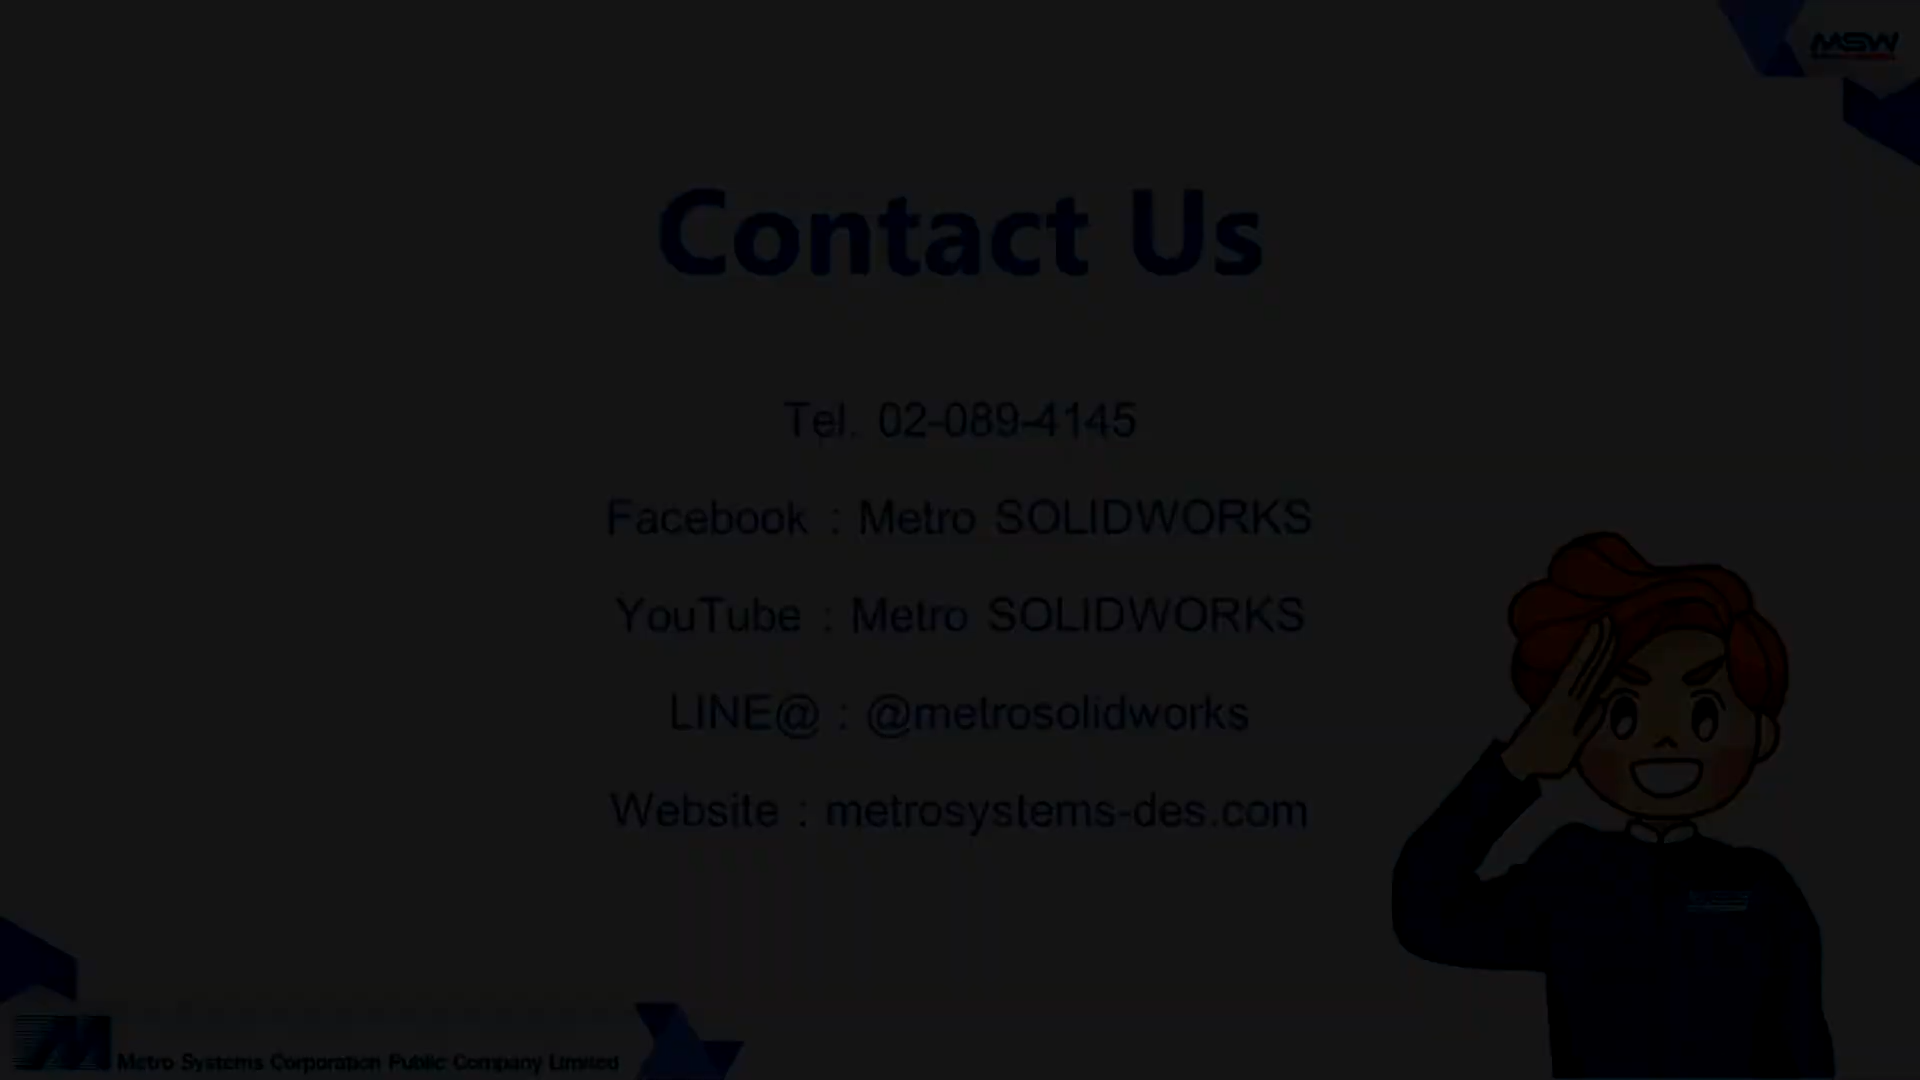 MSW
Contact Us
Tel. 02-089-4145
Facebook : Metro SOLIDWORKS
YouTube : Metro SOLIDWORKS
LINE@ : @metrosolidworks
Website : metrosystems-des.com
Metro Systems Corporation Public Company Limited